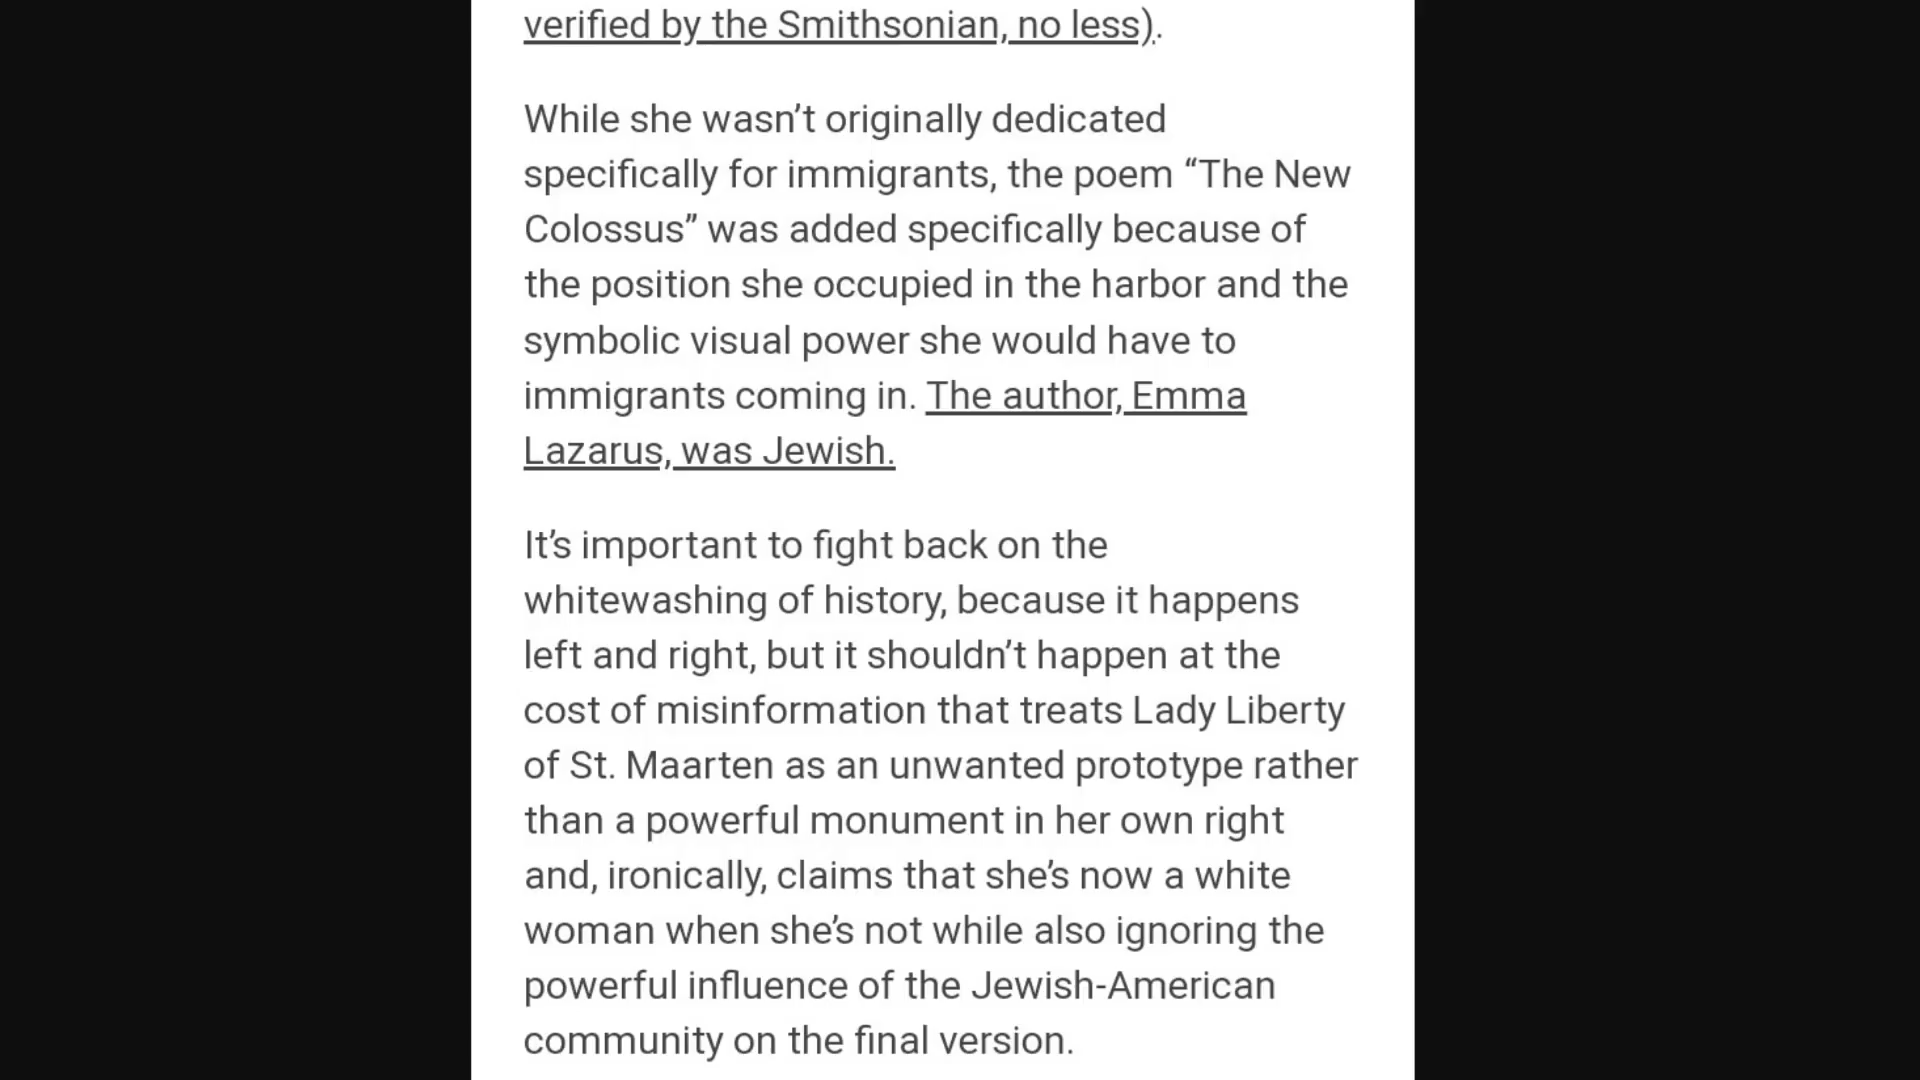 verified by the Smithsonian, no less).
While she wasn’t originally dedicated
specifically for immigrants, the poem “The New
Colossus” was added specifically because of
the position she occupied in the harbor and the
symbolic visual power she would have to
immigrants coming in. The author, Emma
Lazarus, was Jewish.
It’s important to fight back on the
whitewashing of history, because it happens
left and right, but it shouldn’t happen at the
cost of misinformation that treats Lady Liberty
of St. Maarten as an unwanted prototype rather
than a powerful monument in her own right
and, ironically, claims that she’s now a white
woman when she’s not while also ignoring the
powerful influence of the Jewish-American
community on the final version.